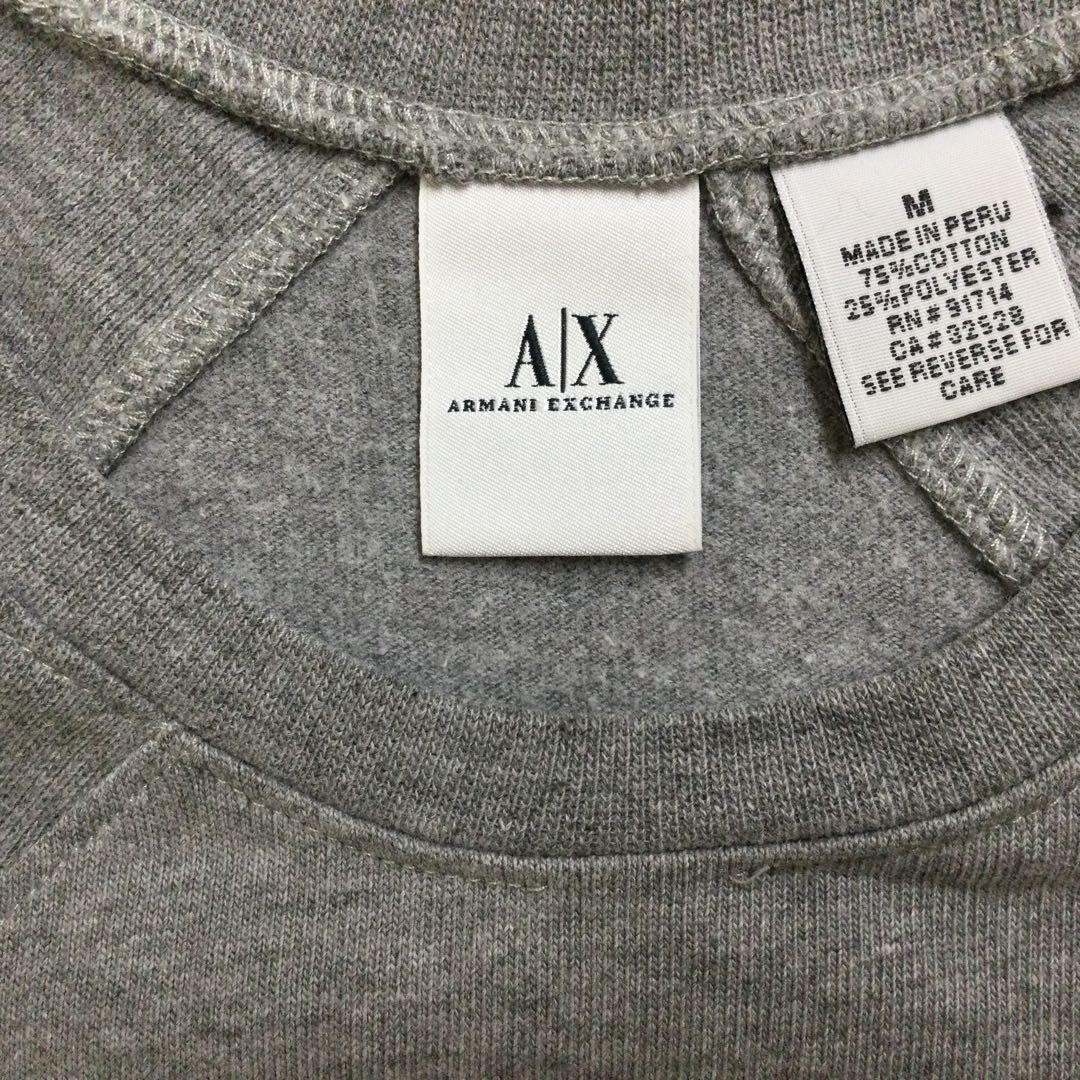 A|X
ARMANI EXCHANGE
M
MADE IN PERU
75% COTTON
25% POLYESTER
RN # 91714
CA # 32528
SEE REVERSE FOR
CARE